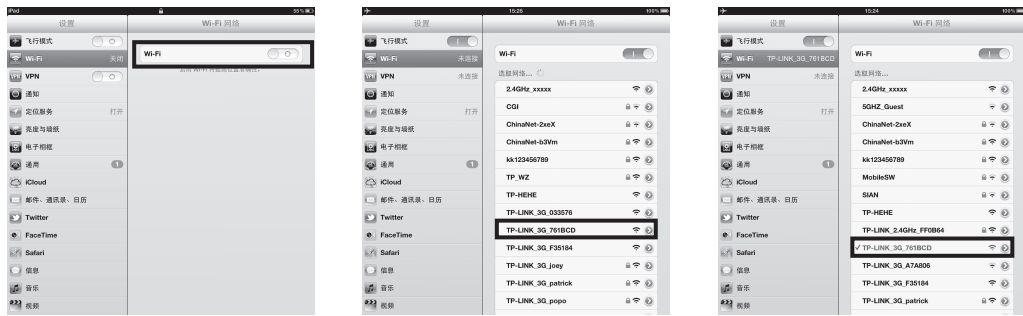 iPad 55%
设置 Wi-Fi 网络
飞行模式
Wi-Fi 关闭
VPN
通知
定位服务 打开
亮度与墙纸
电子相框
通用 1
iCloud
邮件、通讯录、日历
Twitter
FaceTime
Safari
信息
音乐
视频
Wi-Fi
15:26 100%
设置 Wi-Fi 网络
飞行模式
Wi-Fi 未连接
VPN 未连接
通知
定位服务 打开
亮度与墙纸
电子相框
通用 1
iCloud
邮件、通讯录、日历
Twitter
FaceTime
Safari
信息
音乐
视频
Wi-Fi
选取网络...
2.4GHz_xxxxx
CGI
ChinaNet-2xeX
ChinaNet-b3Vm
kk123456789
TP_WZ
TP-HEHE
TP-LINK_3G_033576
TP-LINK_3G_761BCD
TP-LINK_3G_F35184
TP-LINK_3G_joey
TP-LINK_3G_patrick
TP-LINK_3G_popo
15:24 100%
设置 Wi-Fi 网络
飞行模式
Wi-Fi TP-LINK_3G_761BCD
VPN 未连接
通知
定位服务 打开
亮度与墙纸
电子相框
通用 1
iCloud
邮件、通讯录、日历
Twitter
FaceTime
Safari
信息
音乐
视频
Wi-Fi
选取网络...
2.4GHz_xxxxx
5GHZ_Guest
ChinaNet-2xeX
ChinaNet-b3Vm
kk123456789
MobileSW
SIAN
TP-HEHE
TP-LINK_2.4GHz_FF0B64
✓ TP-LINK_3G_761BCD
TP-LINK_3G_A7A806
TP-LINK_3G_F35184
TP-LINK_3G_patrick